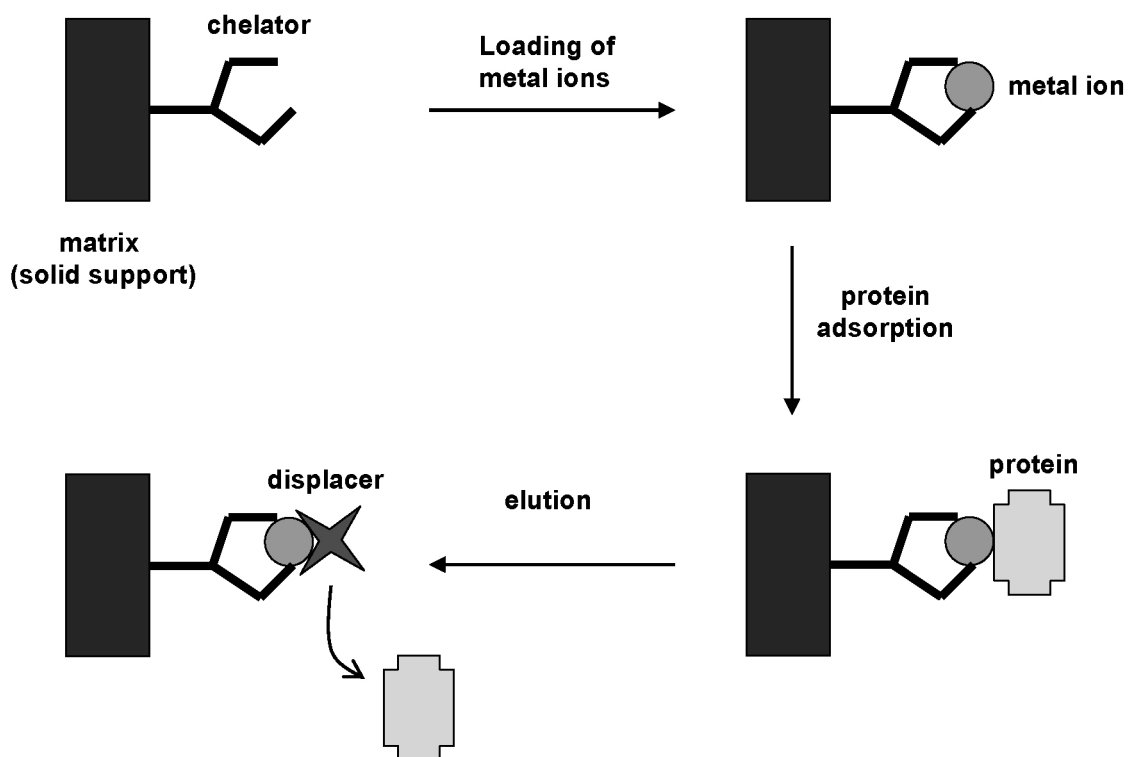 chelator
Loading of
metal ions
metal ion
matrix
(solid support)
protein
adsorption
displacer
elution
protein